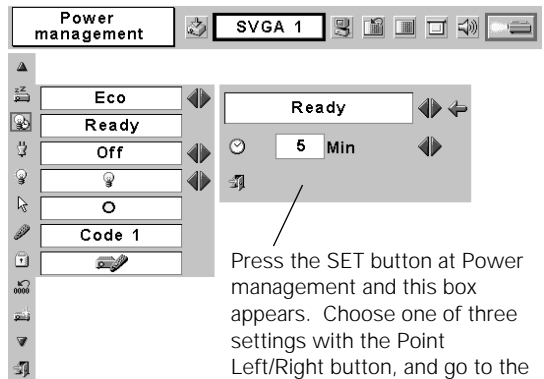 Power
management
SVGA 1
Eco
Ready
Off
Code 1
Ready
5 Min
Press the SET button at Power
management and this box
appears. Choose one of three
settings with the Point
Left/Right button, and go to the